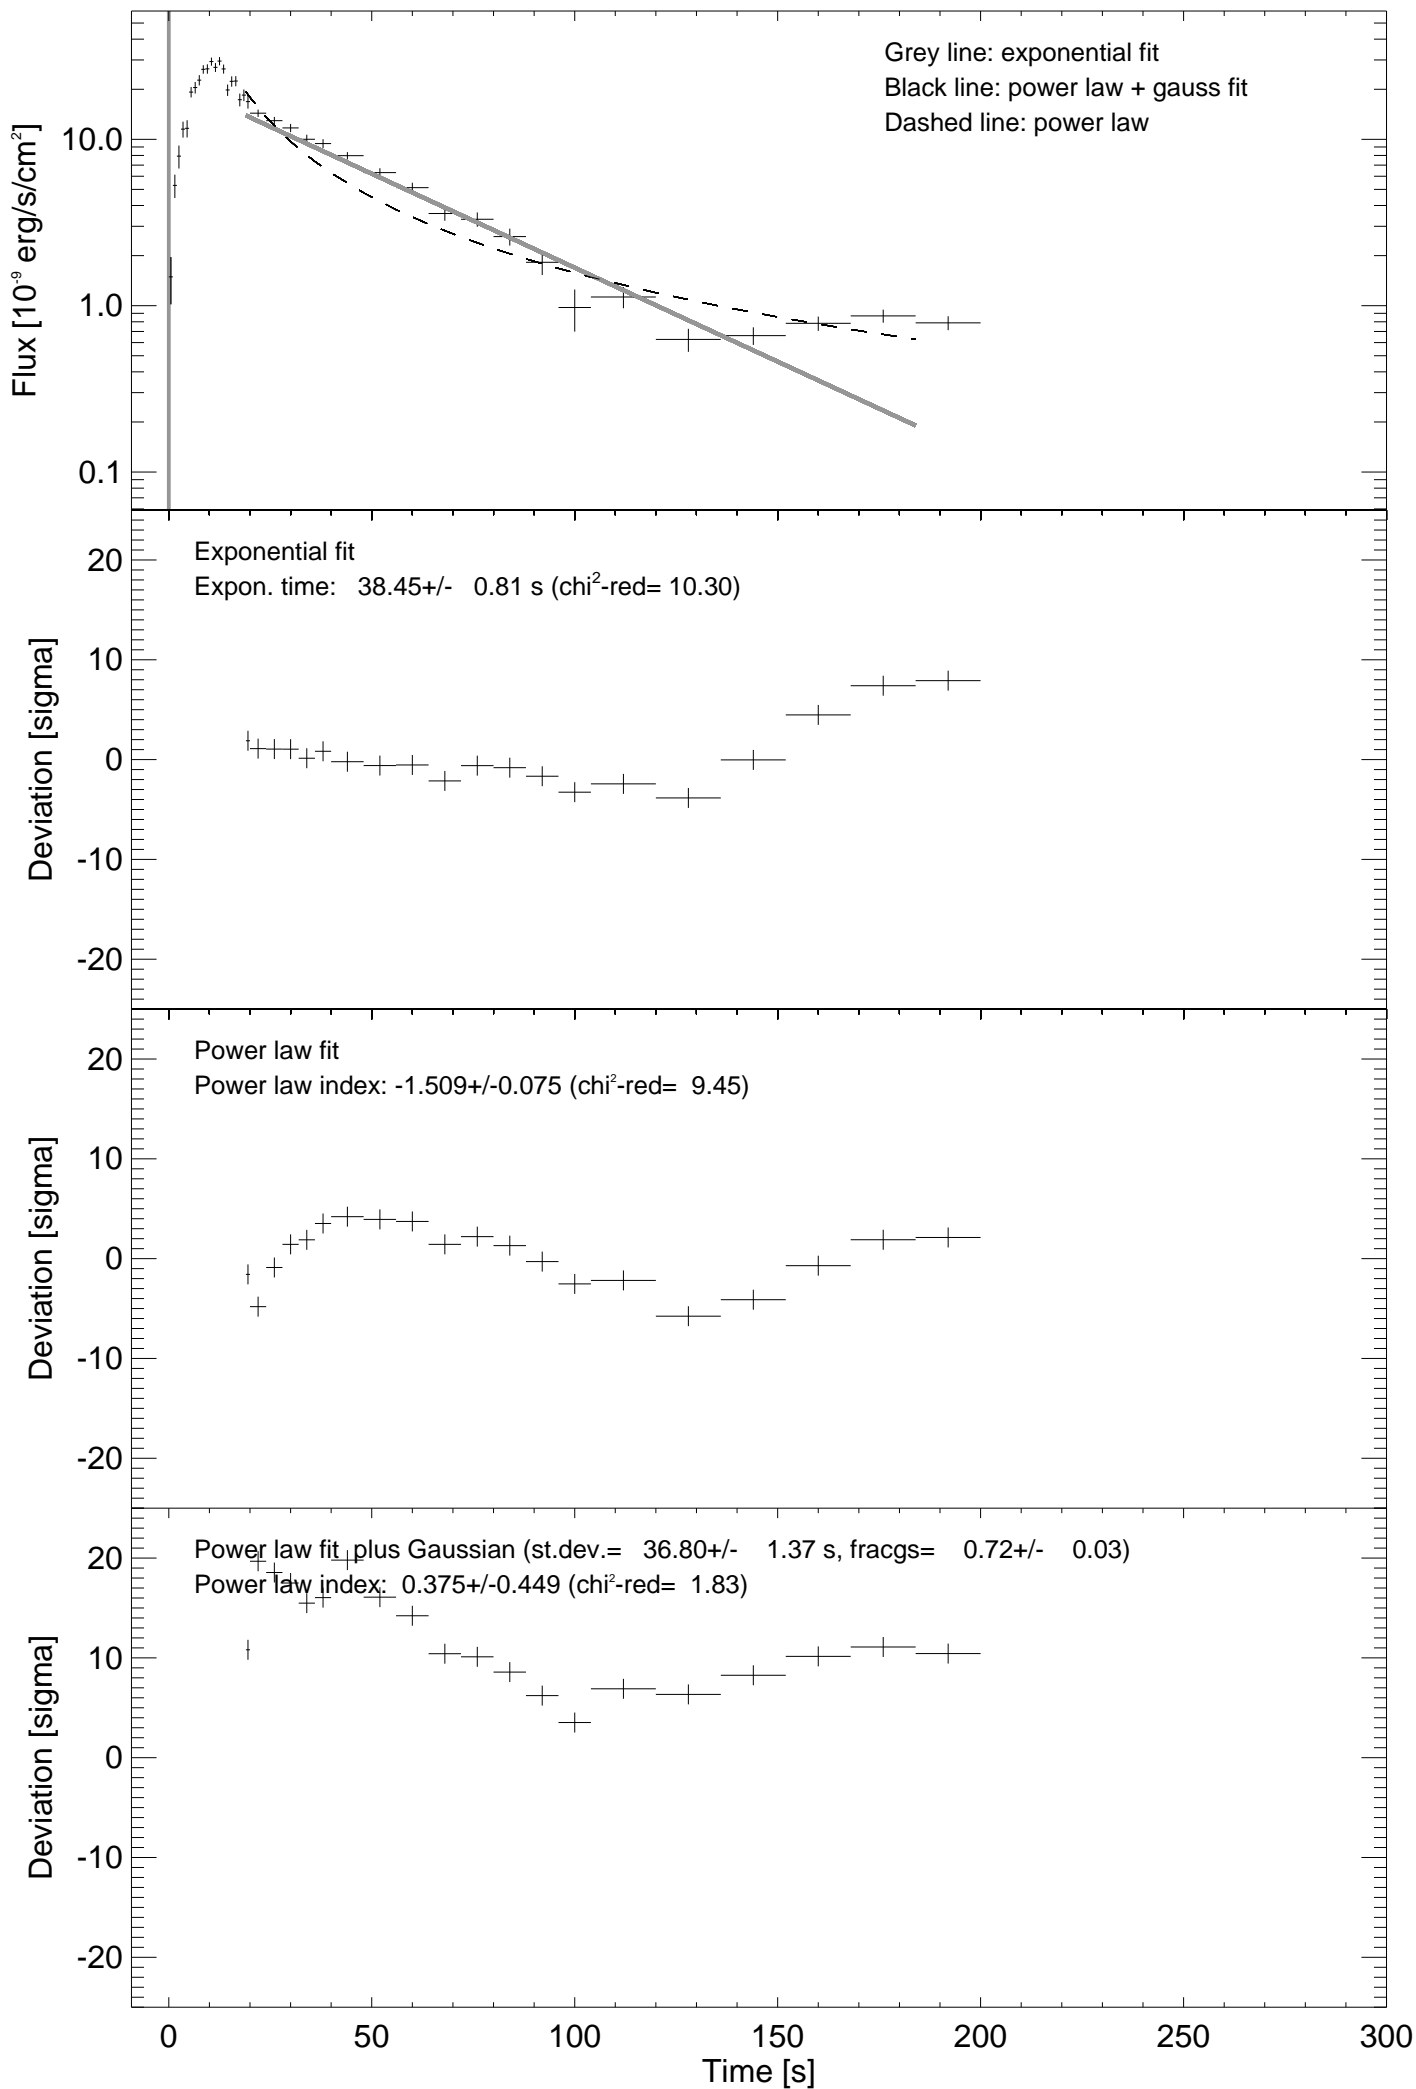 Grey line: exponential fit
Black line: power law + gauss fit
Dashed line: power law
Flux [10⁻⁹ erg/s/cm²]
10.0
1.0
0.1
Exponential fit
Expon. time: 38.45+/- 0.81 s (chi²-red= 10.30)
Deviation [sigma]
20
10
0
-10
-20
Power law fit
Power law index: -1.509+/-0.075 (chi²-red= 9.45)
Deviation [sigma]
20
10
0
-10
-20
Power law fit plus Gaussian (st.dev.= 36.80+/- 1.37 s, fracgs= 0.72+/- 0.03)
Power law index: 0.375+/-0.449 (chi²-red= 1.83)
Deviation [sigma]
20
10
0
-10
-20
0 50 100 150 200 250 300
Time [s]